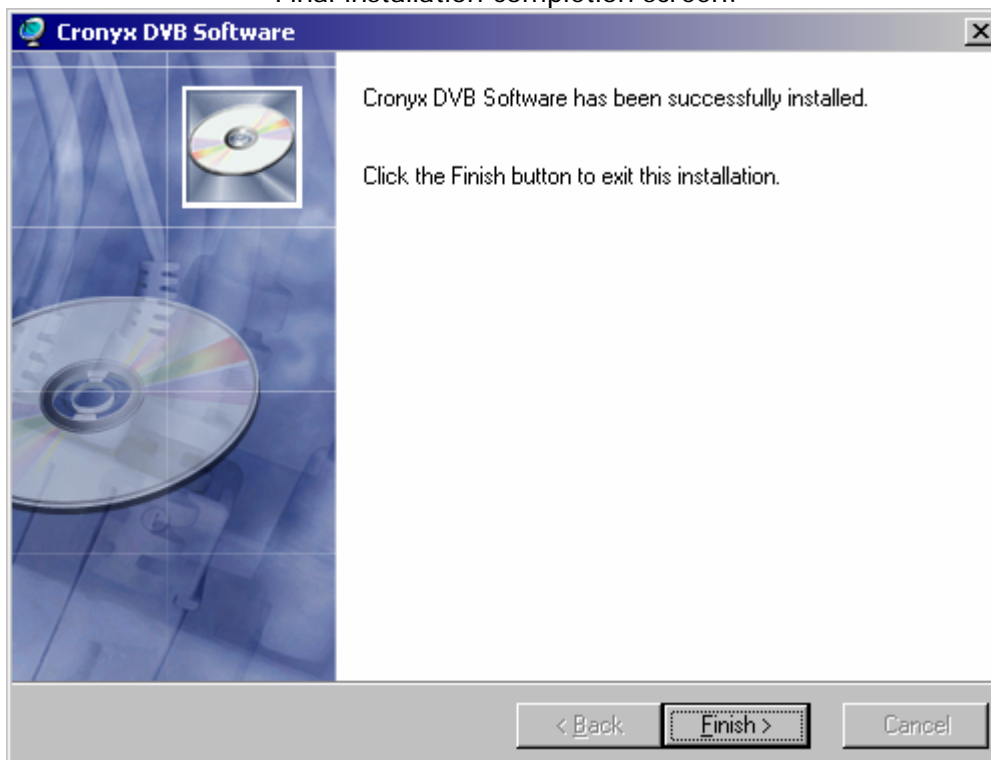 Final installation completion screen:
Cronyx DVB Software
Cronyx DVB Software has been successfully installed.
Click the Finish button to exit this installation.
< Back Finish > Cancel